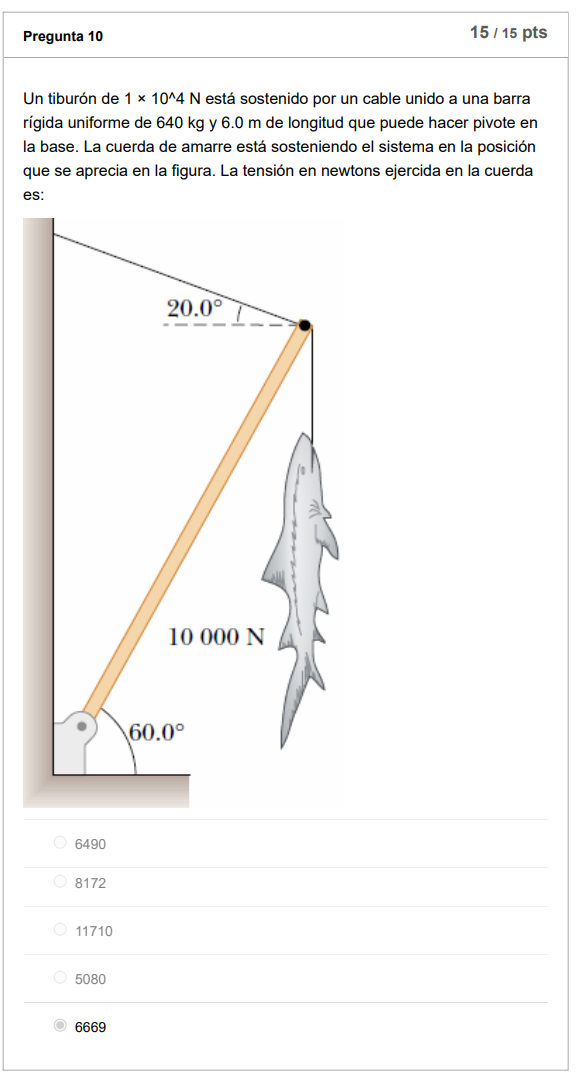 Pregunta 10
15 / 15 pts
Un tiburón de 1 × 10^4 N está sostenido por un cable unido a una barra
rígida uniforme de 640 kg y 6.0 m de longitud que puede hacer pivote en
la base. La cuerda de amarre está sosteniendo el sistema en la posición
que se aprecia en la figura. La tensión en newtons ejercida en la cuerda
es:
20.0°
10 000 N
60.0°
6490
8172
11710
5080
6669